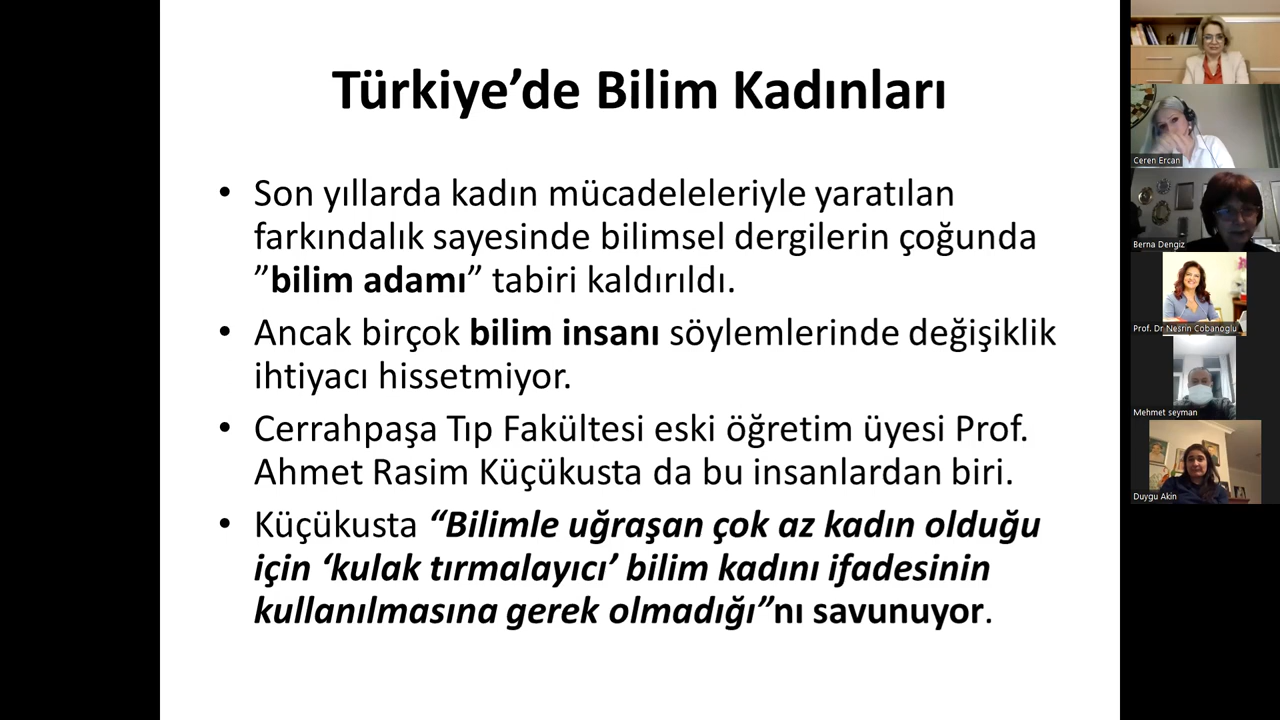 Türkiye’de Bilim Kadınları
• Son yıllarda kadın mücadeleleriyle yaratılan
farkındalık sayesinde bilimsel dergilerin çoğunda
”bilim adamı” tabiri kaldırıldı.
• Ancak birçok bilim insanı söylemlerinde değişiklik
ihtiyacı hissetmiyor.
• Cerrahpaşa Tıp Fakültesi eski öğretim üyesi Prof.
Ahmet Rasim Küçükusta da bu insanlardan biri.
• Küçükusta “Bilimle uğraşan çok az kadın olduğu
için ‘kulak tırmalayıcı’ bilim kadını ifadesinin
kullanılmasına gerek olmadığı”nı savunuyor.
Ceren Ercan
Berna Dengiz
Prof. Dr Nesrin Cobanoglu
Mehmet seyman
Duygu Akin